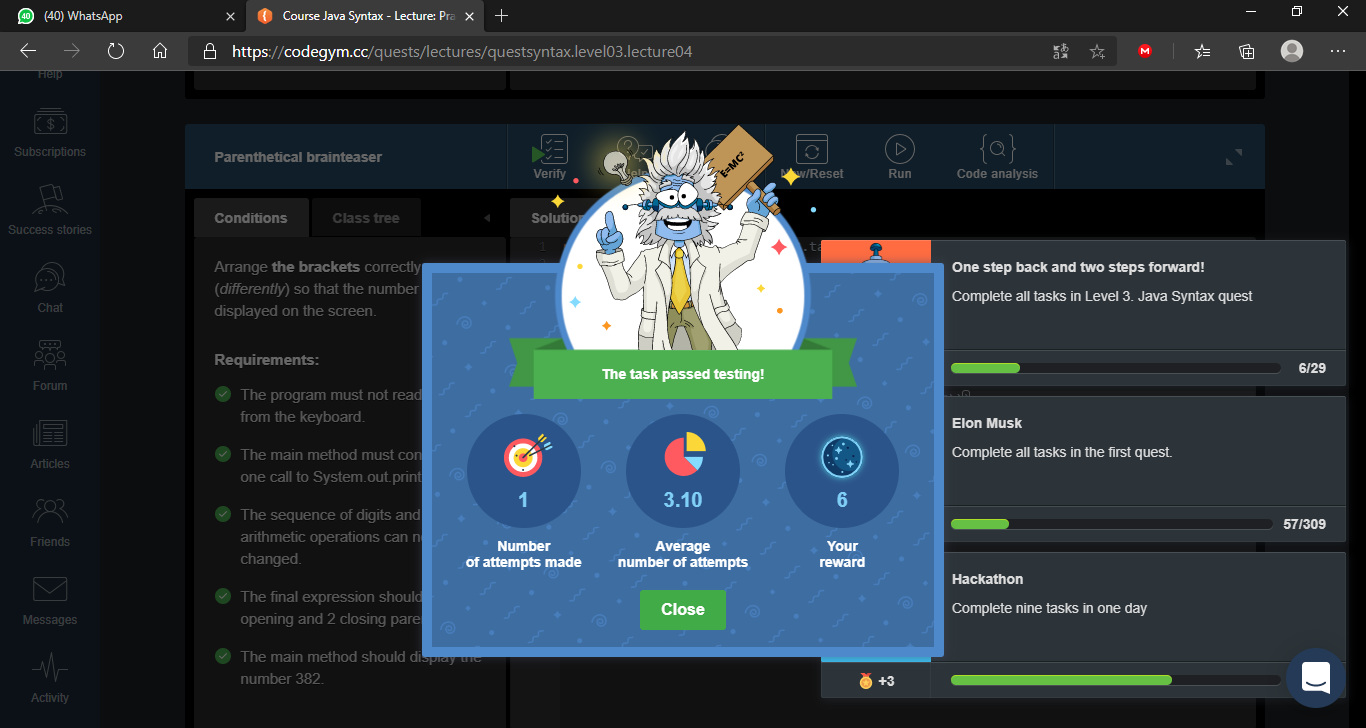 (40) WhatsApp
Course Java Syntax - Lecture: Pra
https://codegym.cc/quests/lectures/questsyntax.level03.lecture04
Help
Subscriptions
Success stories
Chat
Forum
Articles
Friends
Messages
Activity
Parenthetical brainteaser
Verify
w/Reset
Run
Code analysis
Conditions
Class tree
Solution
1
.ta
Arrange the brackets correctly
(differently) so that the number
displayed on the screen.
Requirements:
The program must not read
from the keyboard.
The main method must con
one call to System.out.print
The sequence of digits and
arithmetic operations can n
changed.
The final expression should
opening and 2 closing pare
The main method should display the
number 382.
E=MC²
The task passed testing!
1
Number
of attempts made
3.10
Average
number of attempts
6
Your
reward
Close
One step back and two steps forward!
Complete all tasks in Level 3. Java Syntax quest
6/29
Elon Musk
Complete all tasks in the first quest.
57/309
Hackathon
Complete nine tasks in one day
+3